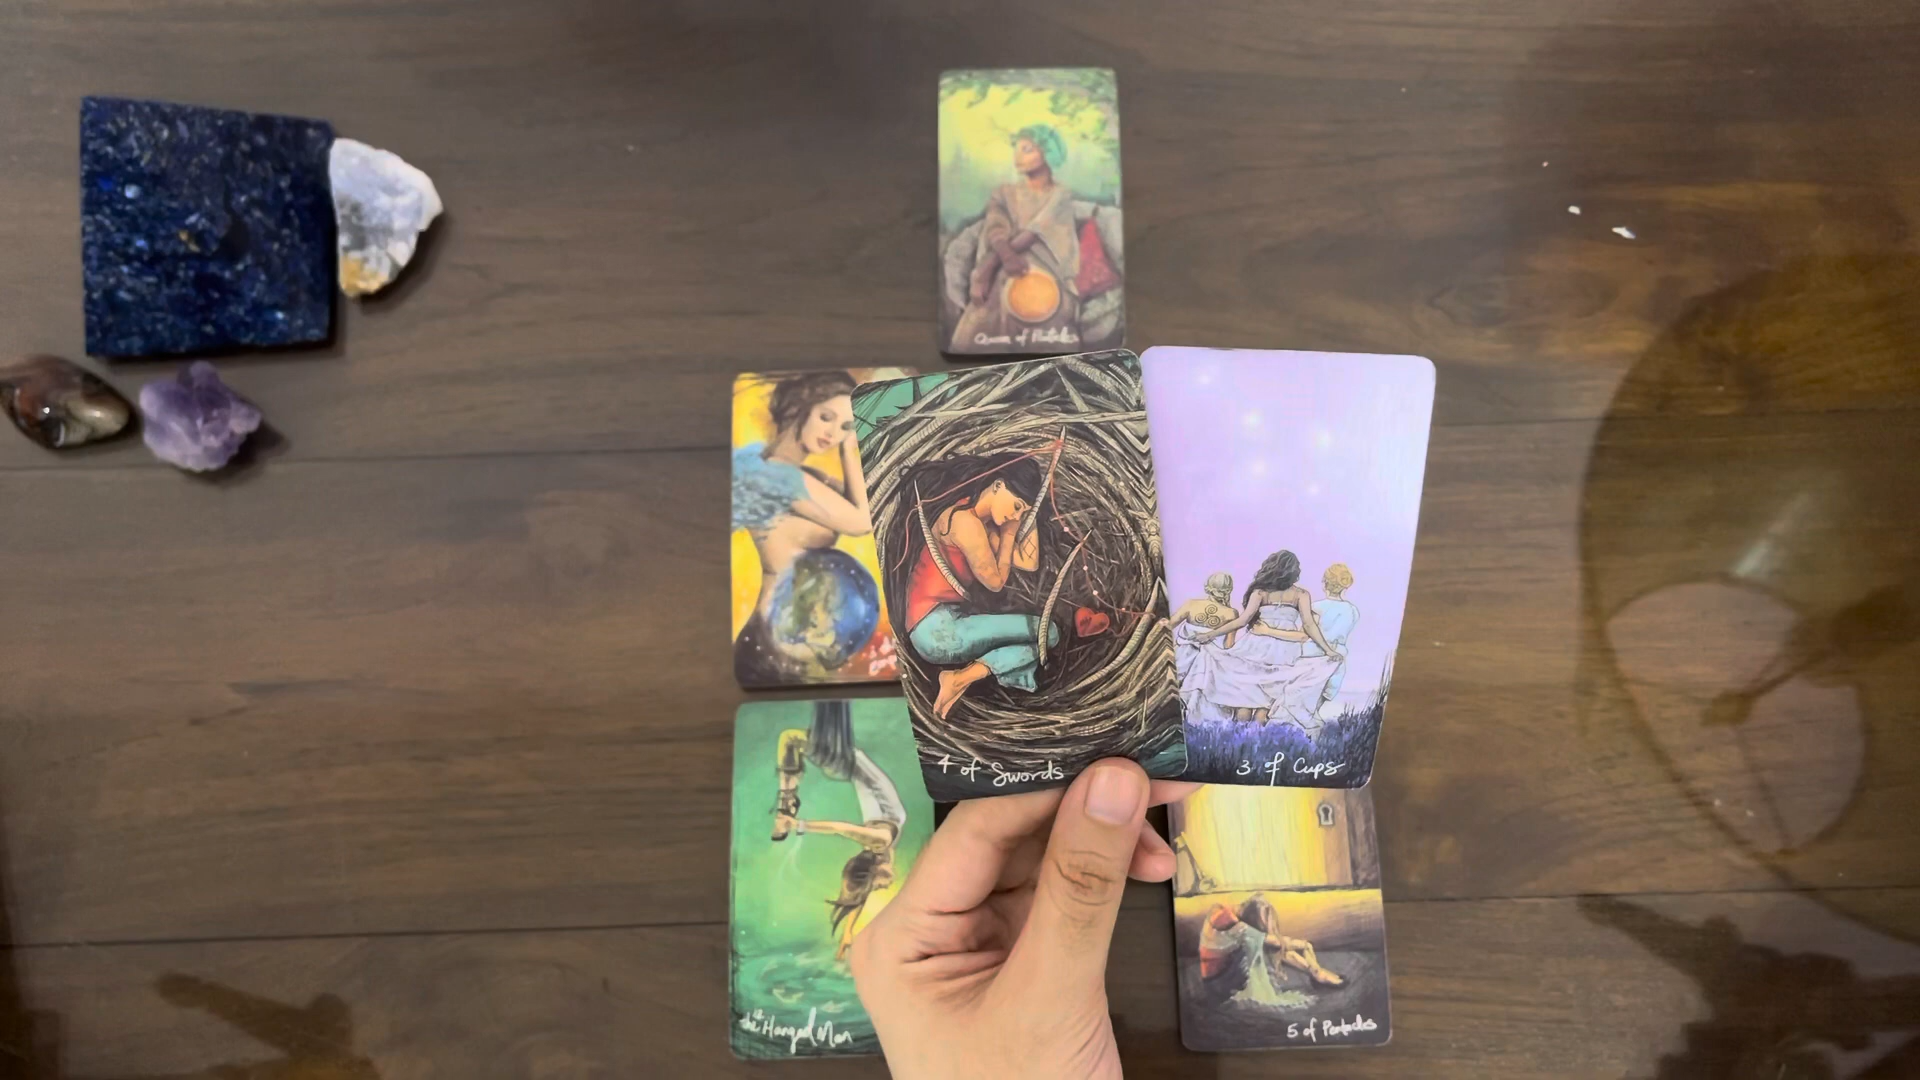 Queen of Pentacles
4 of Swords
3 of Cups
the Hanged Man
5 of Pentacles